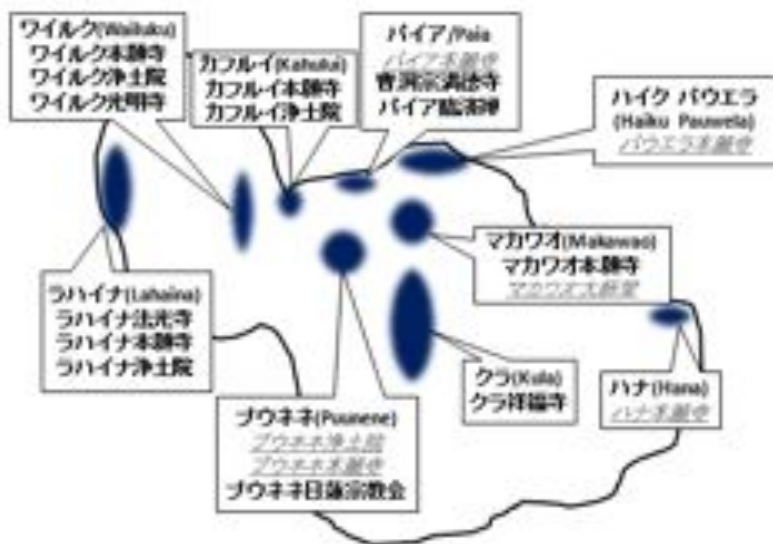 ワイルク(Wailuku)
ワイルク本願寺
ワイルク浄土院
ワイルク光明寺
カフルイ(Kahului)
カフルイ本願寺
カフルイ浄土院
パイア/Paia
パイア本願寺
曹洞宗満徳寺
パイア臨済禅
ハイク パウエラ
(Haiku Pauwela)
パウエラ本願寺
マカワオ(Makawao)
マカワオ本願寺
マカワオ大師堂
ラハイナ(Lahaina)
ラハイナ法光寺
ラハイナ本願寺
ラハイナ浄土院
クラ(Kula)
クラ祥福寺
ハナ(Hana)
ハナ本願寺
プウネネ(Puunene)
プウネネ浄土院
プウネネ本願寺
プウネネ日蓮宗教会